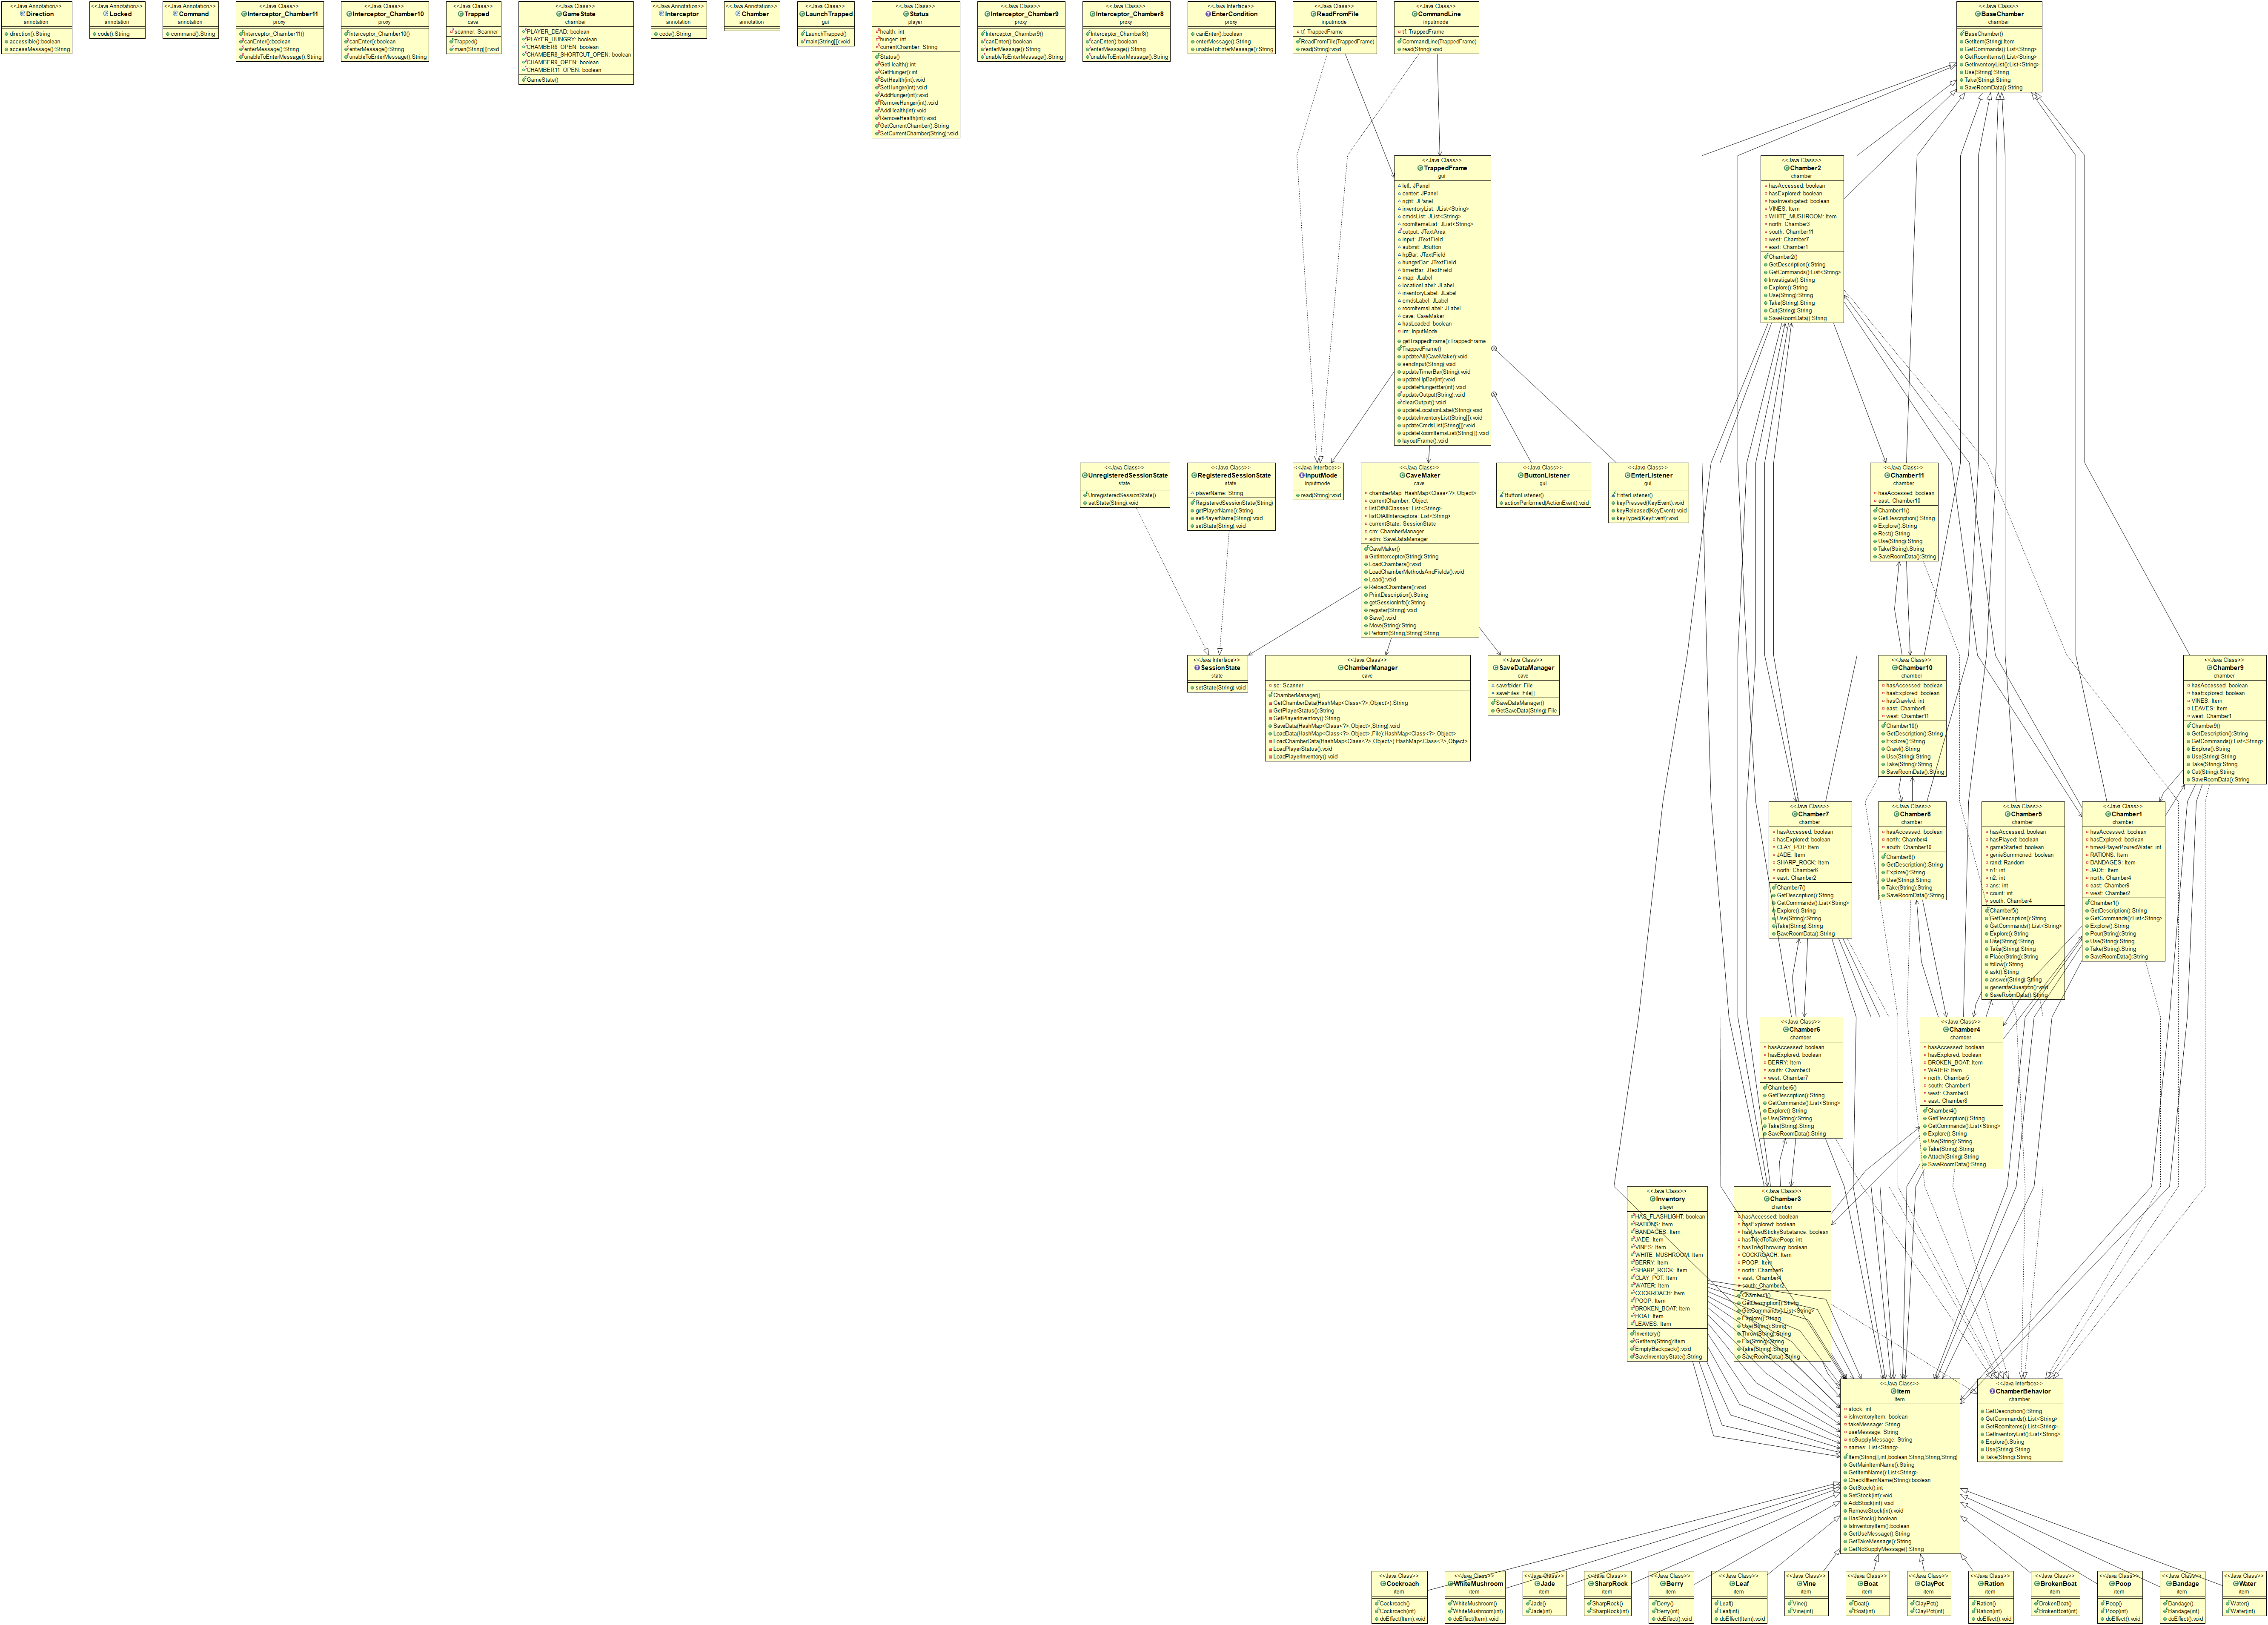 <<Java Annotation>>
Direction
annotation
direction():String
accessible():boolean
accessMessage():String
<<Java Annotation>>
Locked
annotation
code():String
<<Java Annotation>>
Command
annotation
command():String
<<Java Class>>
Interceptor_Chamber11
proxy
Interceptor_Chamber11()
canEnter():boolean
enterMessage():String
unableToEnterMessage():String
<<Java Class>>
Interceptor_Chamber10
proxy
Interceptor_Chamber10()
canEnter():boolean
enterMessage():String
unableToEnterMessage():String
<<Java Class>>
Trapped
cave
scanner: Scanner
Trapped()
main(String[]):void
<<Java Class>>
GameState
chamber
PLAYER_DEAD: boolean
PLAYER_HUNGRY: boolean
CHAMBER6_OPEN: boolean
CHAMBER8_SHORTCUT_OPEN: boolean
CHAMBER9_OPEN: boolean
CHAMBER11_OPEN: boolean
GameState()
<<Java Annotation>>
Interceptor
annotation
code():String
<<Java Annotation>>
Chamber
annotation
<<Java Class>>
LaunchTrapped
gui
LaunchTrapped()
main(String[]):void
<<Java Class>>
Status
player
health: int
hunger: int
currentChamber: String
Status()
GetHealth():int
GetHunger():int
SetHealth(int):void
SetHunger(int):void
AddHunger(int):void
RemoveHunger(int):void
AddHealth(int):void
RemoveHealth(int):void
GetCurrentChamber():String
SetCurrentChamber(String):void
<<Java Class>>
Interceptor_Chamber9
proxy
Interceptor_Chamber9()
canEnter():boolean
enterMessage():String
unableToEnterMessage():String
<<Java Class>>
Interceptor_Chamber8
proxy
Interceptor_Chamber8()
canEnter():boolean
enterMessage():String
unableToEnterMessage():String
<<Java Interface>>
EnterCondition
proxy
canEnter():boolean
enterMessage():String
unableToEnterMessage():String
<<Java Class>>
ReadFromFile
inputmode
tf: TrappedFrame
ReadFromFile(TrappedFrame)
read(String):void
<<Java Class>>
CommandLine
inputmode
tf: TrappedFrame
CommandLine(TrappedFrame)
read(String):void
<<Java Class>>
BaseChamber
chamber
BaseChamber()
GetItem(String):Item
GetCommands():List<String>
GetRoomItems():List<String>
GetInventoryList():List<String>
Use(String):String
Take(String):String
SaveRoomData():String
<<Java Class>>
TrappedFrame
gui
left: JPanel
center: JPanel
right: JPanel
inventoryList: JList<String>
cmdsList: JList<String>
roomItemsList: JList<String>
output: JTextArea
input: JTextField
submit: JButton
hpBar: JTextField
hungerBar: JTextField
timerBar: JTextField
map: JLabel
locationLabel: JLabel
inventoryLabel: JLabel
cmdsLabel: JLabel
roomItemsLabel: JLabel
cave: CaveMaker
hasLoaded: boolean
im: InputMode
getTrappedFrame():TrappedFrame
TrappedFrame()
updateAll(CaveMaker):void
sendInput(String):void
updateTimerBar(String):void
updateHpBar(int):void
updateHungerBar(int):void
updateOutput(String):void
clearOutput():void
updateLocationLabel(String):void
updateInventoryList(String[]):void
updateCmdsList(String[]):void
updateRoomItemsList(String[]):void
layoutFrame():void
<<Java Class>>
Chamber2
chamber
hasAccessed: boolean
hasExplored: boolean
hasInvestigated: boolean
VINES: Item
WHITE_MUSHROOM: Item
north: Chamber3
south: Chamber11
west: Chamber7
east: Chamber1
Chamber2()
GetDescription():String
GetCommands():List<String>
Investigate():String
Explore():String
Use(String):String
Take(String):String
Cut(String):String
SaveRoomData():String
<<Java Class>>
UnregisteredSessionState
state
UnregisteredSessionState()
setState(String):void
<<Java Class>>
RegisteredSessionState
state
playerName: String
RegisteredSessionState(String)
getPlayerName():String
setPlayerName(String):void
setState(String):void
<<Java Interface>>
InputMode
inputmode
read(String):void
<<Java Class>>
CaveMaker
cave
chamberMap: HashMap<Class<?>,Object>
currentChamber: Object
listOfAllClasses: List<String>
listOfAllInterceptors: List<String>
currentState: SessionState
cm: ChamberManager
sdm: SaveDataManager
CaveMaker()
GetInterceptor(String):String
LoadChambers():void
LoadChamberMethodsAndFields():void
Load():void
ReloadChambers():void
PrintDescription():String
getSessionInfo():String
register(String):void
Save():void
Move(String):String
Perform(String,String):String
<<Java Class>>
ButtonListener
gui
ButtonListener()
actionPerformed(ActionEvent):void
<<Java Class>>
EnterListener
gui
EnterListener()
keyPressed(KeyEvent):void
keyReleased(KeyEvent):void
keyTyped(KeyEvent):void
<<Java Class>>
Chamber11
chamber
hasAccessed: boolean
east: Chamber10
Chamber11()
GetDescription():String
Explore():String
Rest():String
Use(String):String
Take(String):String
SaveRoomData():String
<<Java Interface>>
SessionState
state
setState(String):void
<<Java Class>>
ChamberManager
cave
sc: Scanner
ChamberManager()
GetChamberData(HashMap<Class<?>,Object>):String
GetPlayerStatus():String
GetPlayerInventory():String
SaveData(HashMap<Class<?>,Object>,String):void
LoadData(HashMap<Class<?>,Object>,File):HashMap<Class<?>,Object>
LoadChamberData(HashMap<Class<?>,Object>):HashMap<Class<?>,Object>
LoadPlayerStatus():void
LoadPlayerInventory():void
<<Java Class>>
SaveDataManager
cave
savefolder: File
saveFiles: File[]
SaveDataManager()
GetSaveData(String):File
<<Java Class>>
Chamber10
chamber
hasAccessed: boolean
hasExplored: boolean
hasCrawled: int
east: Chamber8
west: Chamber11
Chamber10()
GetDescription():String
Explore():String
Crawl():String
Use(String):String
Take(String):String
SaveRoomData():String
<<Java Class>>
Chamber9
chamber
hasAccessed: boolean
hasExplored: boolean
VINES: Item
LEAVES: Item
west: Chamber1
Chamber9()
GetDescription():String
GetCommands():List<String>
Explore():String
Use(String):String
Take(String):String
Cut(String):String
SaveRoomData():String
<<Java Class>>
Chamber7
chamber
hasAccessed: boolean
hasExplored: boolean
CLAY_POT: Item
JADE: Item
SHARP_ROCK: Item
north: Chamber6
east: Chamber2
Chamber7()
GetDescription():String
GetCommands():List<String>
Explore():String
Use(String):String
Take(String):String
SaveRoomData():String
<<Java Class>>
Chamber8
chamber
hasAccessed: boolean
north: Chamber4
south: Chamber10
Chamber8()
GetDescription():String
Explore():String
Use(String):String
Take(String):String
SaveRoomData():String
<<Java Class>>
Chamber5
chamber
hasAccessed: boolean
hasPlayed: boolean
gameStarted: boolean
genieSummoned: boolean
rand: Random
n1: int
n2: int
ans: int
count: int
south: Chamber4
Chamber5()
GetDescription():String
GetCommands():List<String>
Explore():String
Use(String):String
Take(String):String
Place(String):String
follow():String
ask():String
answer(String):String
generateQuestion():void
SaveRoomData():String
<<Java Class>>
Chamber1
chamber
hasAccessed: boolean
hasExplored: boolean
timesPlayerPouredWater: int
RATIONS: Item
BANDAGES: Item
JADE: Item
north: Chamber4
east: Chamber9
west: Chamber2
Chamber1()
GetDescription():String
GetCommands():List<String>
Explore():String
Pour(String):String
Use(String):String
Take(String):String
SaveRoomData():String
<<Java Class>>
Chamber6
chamber
hasAccessed: boolean
hasExplored: boolean
BERRY: Item
south: Chamber3
west: Chamber7
Chamber6()
GetDescription():String
GetCommands():List<String>
Explore():String
Use(String):String
Take(String):String
SaveRoomData():String
<<Java Class>>
Chamber4
chamber
hasAccessed: boolean
hasExplored: boolean
BROKEN_BOAT: Item
WATER: Item
north: Chamber5
south: Chamber1
west: Chamber3
east: Chamber8
Chamber4()
GetDescription():String
GetCommands():List<String>
Explore():String
Use(String):String
Take(String):String
Attach(String):String
SaveRoomData():String
<<Java Class>>
Inventory
player
HAS_FLASHLIGHT: boolean
RATIONS: Item
BANDAGES: Item
JADE: Item
VINES: Item
WHITE_MUSHROOM: Item
BERRY: Item
SHARP_ROCK: Item
CLAY_POT: Item
WATER: Item
COCKROACH: Item
POOP: Item
BROKEN_BOAT: Item
BOAT: Item
LEAVES: Item
Inventory()
GetItem(String):Item
EmptyBackpack():void
SaveInventoryState():String
<<Java Class>>
Chamber3
chamber
hasAccessed: boolean
hasExplored: boolean
hasUsedStickySubstance: boolean
hasTriedToTakePoop: int
hasTriedThrowing: boolean
COCKROACH: Item
POOP: Item
north: Chamber6
east: Chamber4
south: Chamber2
Chamber3()
GetDescription():String
GetCommands():List<String>
Explore():String
Use(String):String
Throw(String):String
Fix(String):String
Take(String):String
SaveRoomData():String
<<Java Class>>
Item
item
stock: int
isInventoryItem: boolean
takeMessage: String
useMessage: String
noSupplyMessage: String
names: List<String>
Item(String[],int,boolean,String,String,String)
GetMainItemName():String
GetItemName():List<String>
CheckIfItemName(String):boolean
GetStock():int
SetStock(int):void
AddStock(int):void
RemoveStock(int):void
HasStock():boolean
IsInventoryItem():boolean
GetUseMessage():String
GetTakeMessage():String
GetNoSupplyMessage():String
<<Java Interface>>
ChamberBehavior
chamber
GetDescription():String
GetCommands():List<String>
GetRoomItems():List<String>
GetInventoryList():List<String>
Explore():String
Use(String):String
Take(String):String
<<Java Class>>
Cockroach
item
Cockroach()
Cockroach(int)
doEffect(Item):void
<<Java Class>>
WhiteMushroom
item
WhiteMushroom()
WhiteMushroom(int)
doEffect(Item):void
<<Java Class>>
Jade
item
Jade()
Jade(int)
<<Java Class>>
SharpRock
item
SharpRock()
SharpRock(int)
<<Java Class>>
Berry
item
Berry()
Berry(int)
doEffect():void
<<Java Class>>
Leaf
item
Leaf()
Leaf(int)
doEffect(Item):void
<<Java Class>>
Vine
item
Vine()
Vine(int)
<<Java Class>>
Boat
item
Boat()
Boat(int)
<<Java Class>>
ClayPot
item
ClayPot()
ClayPot(int)
<<Java Class>>
Ration
item
Ration()
Ration(int)
doEffect():void
<<Java Class>>
BrokenBoat
item
BrokenBoat()
BrokenBoat(int)
<<Java Class>>
Poop
item
Poop()
Poop(int)
doEffect():void
<<Java Class>>
Bandage
item
Bandage()
Bandage(int)
doEffect():void
<<Java Class>>
Water
item
Water()
Water(int)